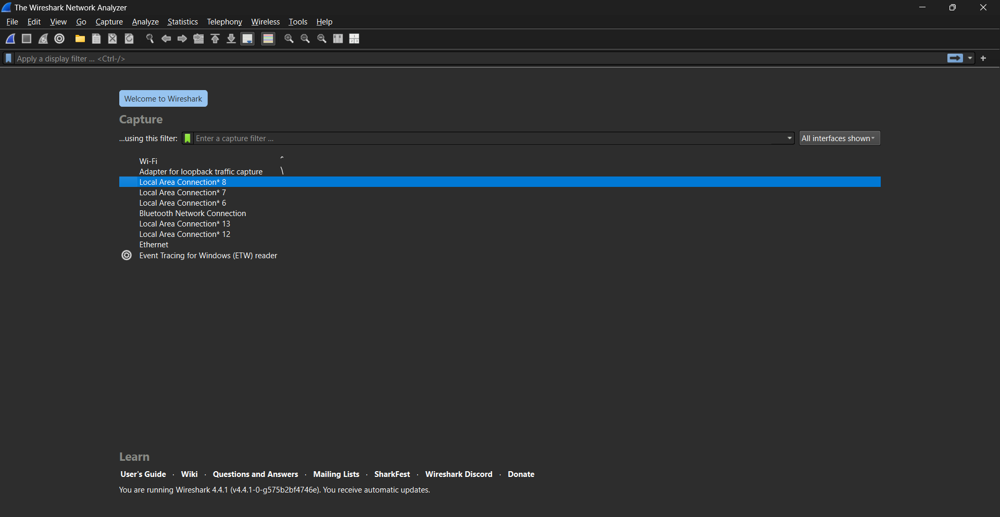 The Wireshark Network Analyzer
File Edit View Go Capture Analyze Statistics Telephony Wireless Tools Help
Apply a display filter ... <Ctrl-/>
Welcome to Wireshark
Capture
...using this filter: Enter a capture filter ... All interfaces shown
Wi-Fi
Adapter for loopback traffic capture
Local Area Connection* 8
Local Area Connection* 7
Local Area Connection* 6
Bluetooth Network Connection
Local Area Connection* 13
Local Area Connection* 12
Ethernet
Event Tracing for Windows (ETW) reader
Learn
User's Guide · Wiki · Questions and Answers · Mailing Lists · SharkFest · Wireshark Discord · Donate
You are running Wireshark 4.4.1 (v4.4.1-0-g575b2bf4746e). You receive automatic updates.